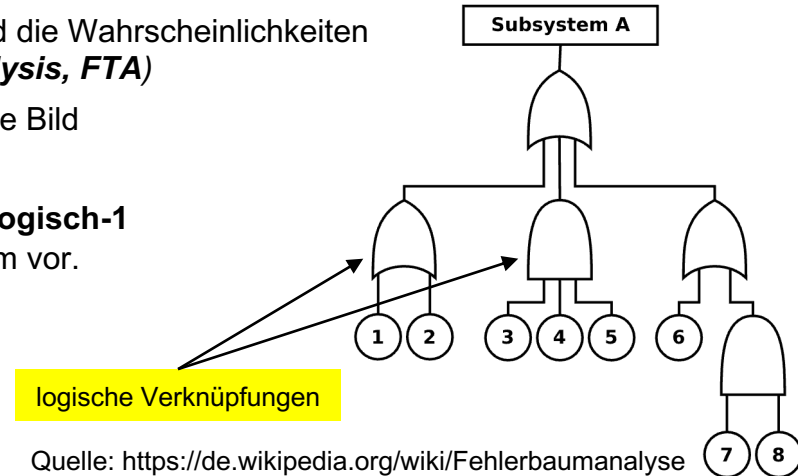 d die Wahrscheinlichkeiten
lysis, FTA)
e Bild
ogisch-1
m vor.
Subsystem A
1 2 3 4 5 6
7 8
logische Verknüpfungen
Quelle: https://de.wikipedia.org/wiki/Fehlerbaumanalyse